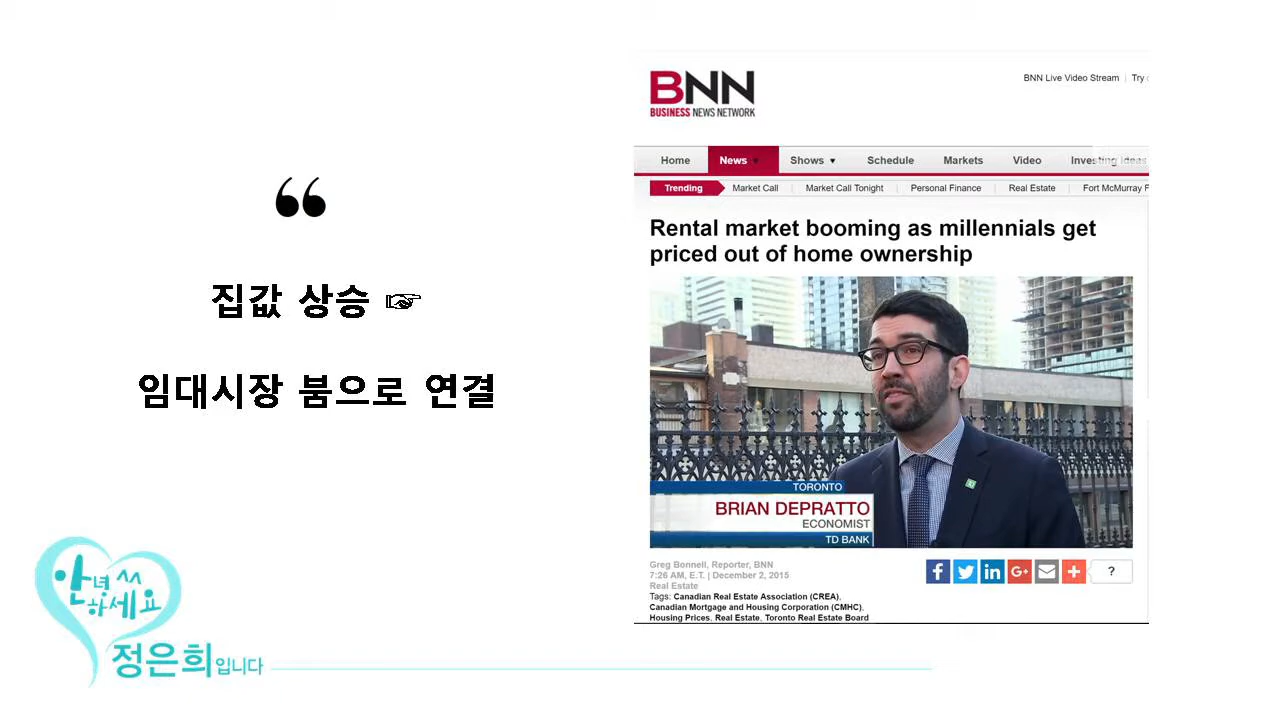 “
집값 상승 ☞
임대시장 붐으로 연결
안녕^^
하세요
정은희입니다
BNN
BUSINESS NEWS NETWORK
BNN Live Video Stream | Try
Home News ▼ Shows ▼ Schedule Markets Video Investing Ideas
Trending Market Call | Market Call Tonight | Personal Finance | Real Estate | Fort McMurray F
Rental market booming as millennials get
priced out of home ownership
TORONTO
BRIAN DEPRATTO
ECONOMIST
TD BANK
Greg Bonnell, Reporter, BNN
7:26 AM, E.T. | December 2, 2015
Real Estate
Tags: Canadian Real Estate Association (CREA),
Canadian Mortgage and Housing Corporation (CMHC),
Housing Prices, Real Estate, Toronto Real Estate Board
f in G+ + ?